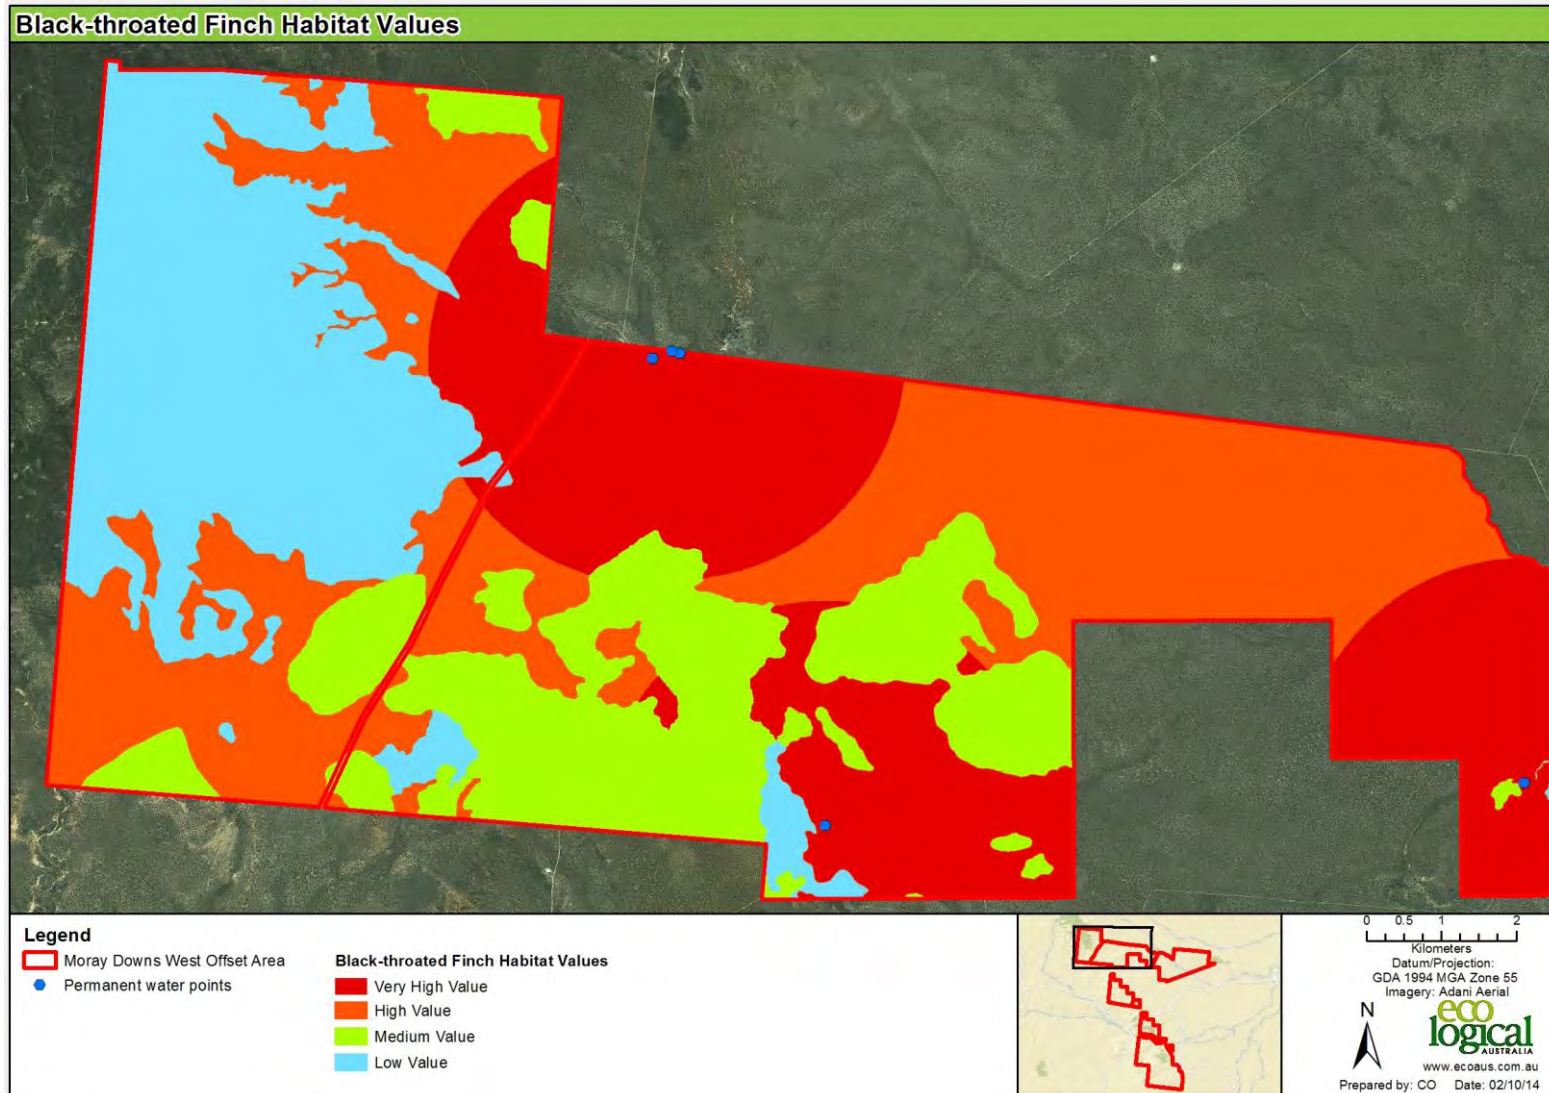 Black-throated Finch Habitat Values
Legend
Moray Downs West Offset Area
Permanent water points
Black-throated Finch Habitat Values
Very High Value
High Value
Medium Value
Low Value
0 0.5 1 2
Kilometers
Datum/Projection:
GDA 1994 MGA Zone 55
Imagery: Adani Aerial
N
eco
logical
AUSTRALIA
www.ecoaus.com.au
Prepared by: CO Date: 02/10/14